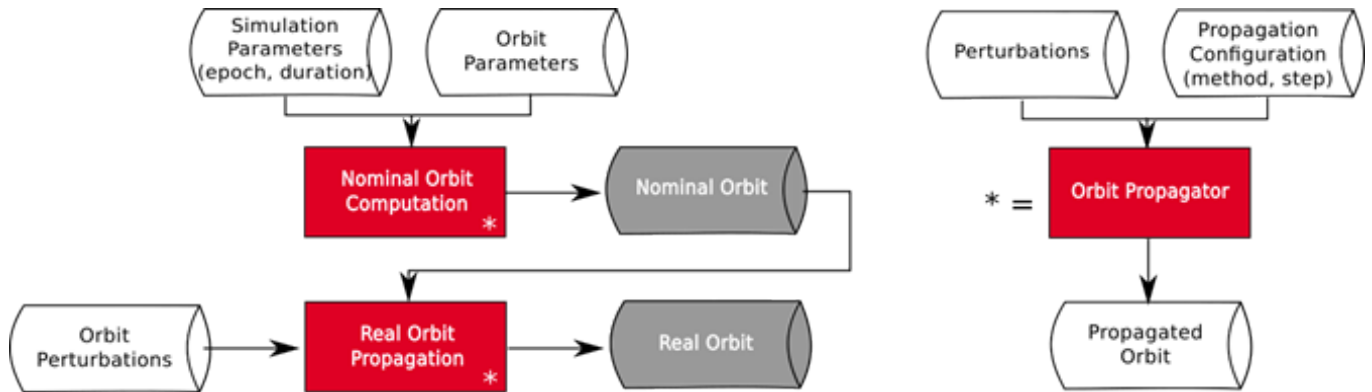 Simulation
Parameters
(epoch, duration)
Orbit
Parameters
Nominal Orbit
Computation
*
Nominal Orbit
Orbit
Perturbations
Real Orbit
Propagation
*
Real Orbit
Perturbations
Propagation
Configuration
(method, step)
* =
Orbit Propagator
Propagated
Orbit